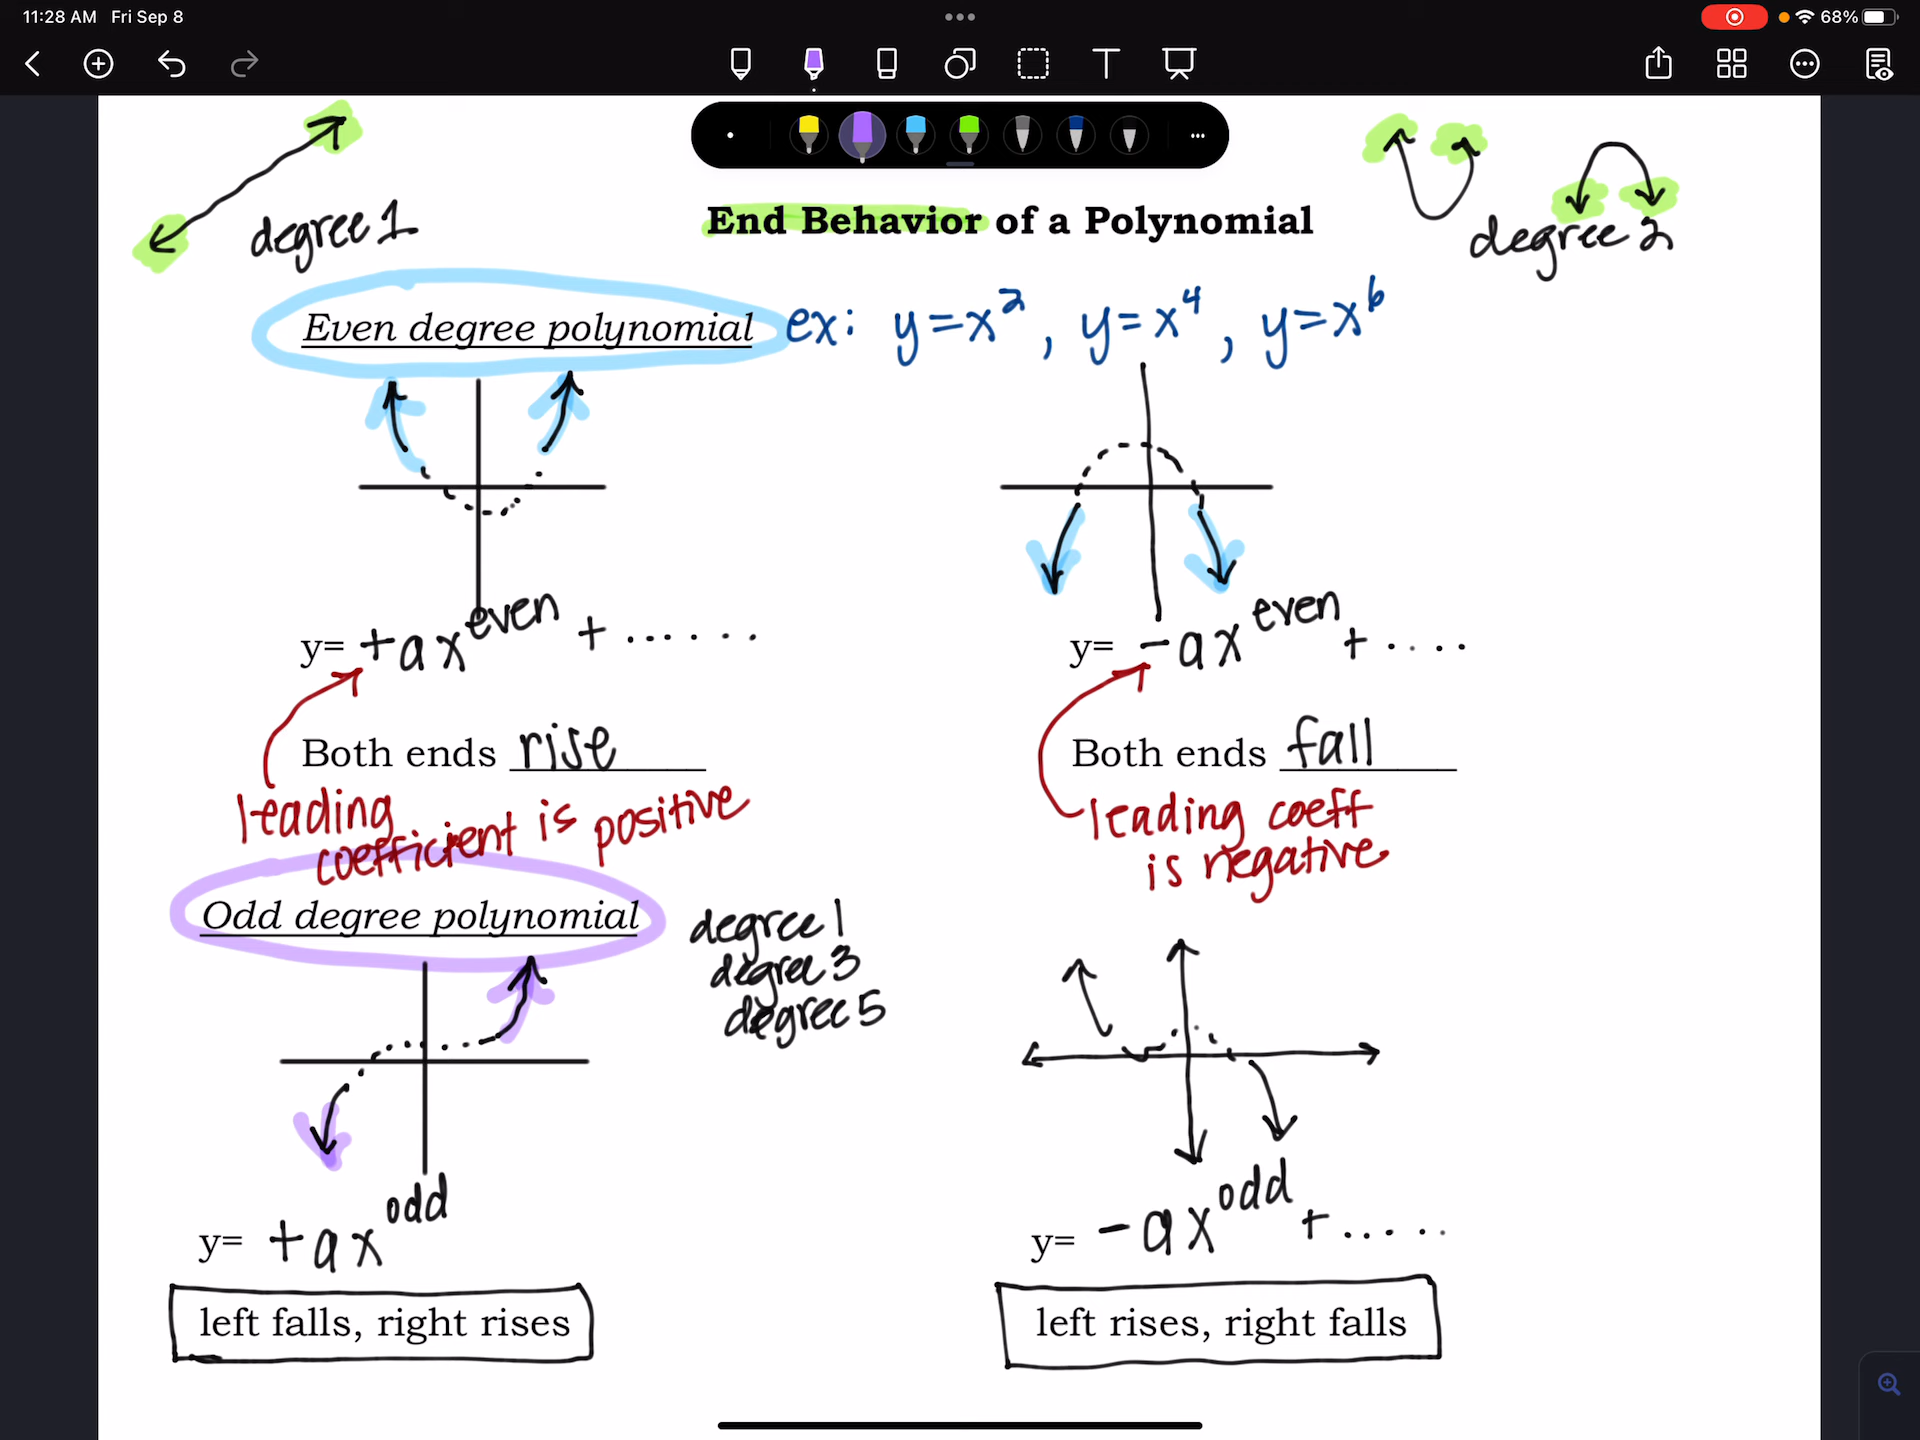 11:28 AM Fri Sep 8
68%
degree 1
End Behavior of a Polynomial
degree 2
Even degree polynomial ex: y=x², y=x⁴, y=x⁶
y= +ax^even + ......
y= -ax^even + ....
Both ends rise
Both ends fall
leading coefficient is positive
leading coeff
is negative
Odd degree polynomial
degree 1
degree 3
degree 5
y= +ax^odd
y= -ax^odd + .....
left falls, right rises
left rises, right falls